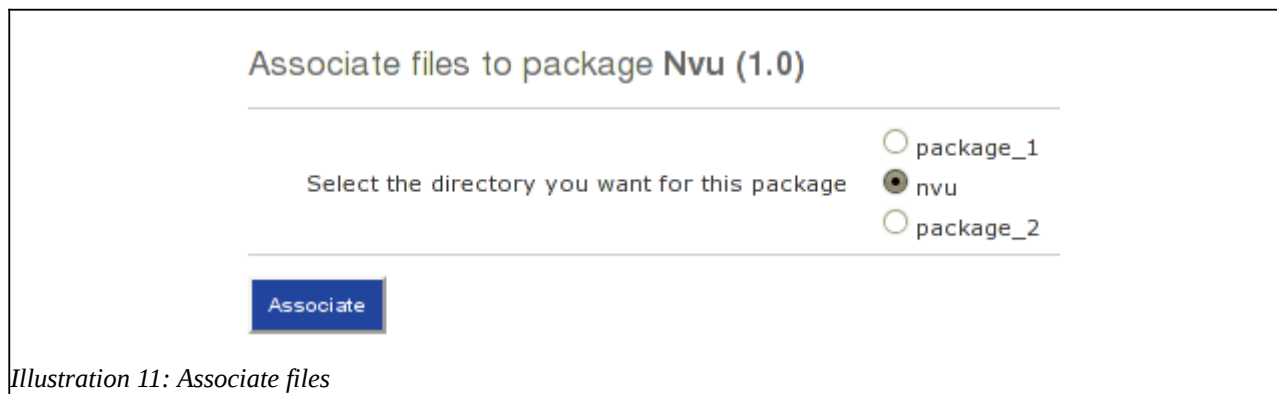 Associate files to package Nvu (1.0)
package_1
Select the directory you want for this package
nvu
package_2
Associate
Illustration 11: Associate files